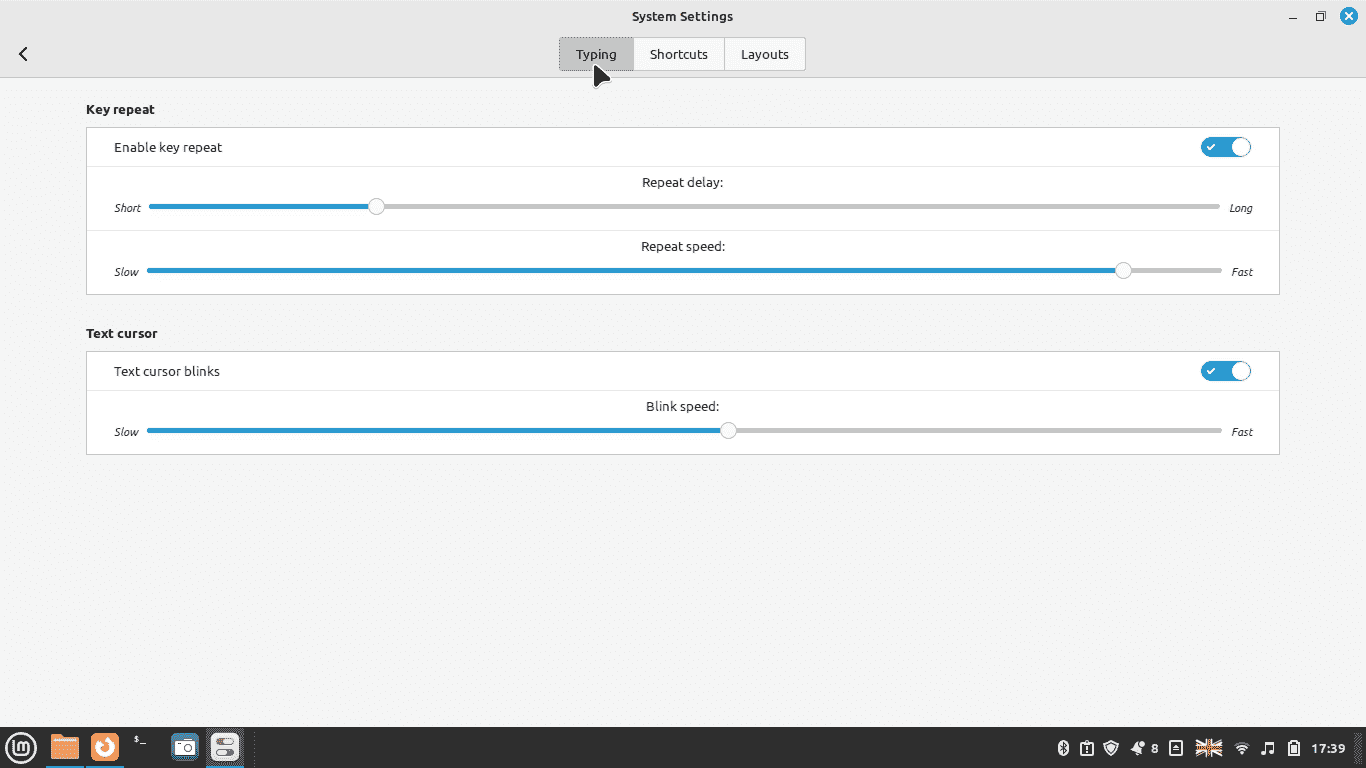 System Settings
Typing Shortcuts Layouts
Key repeat
Enable key repeat
Repeat delay:
Short Long
Repeat speed:
Slow Fast
Text cursor
Text cursor blinks
Blink speed:
Slow Fast
$_ 8 17:39